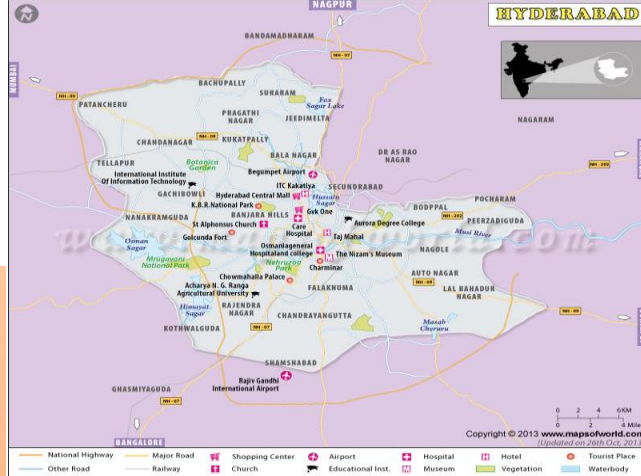 NAGPUR
HYDERABAD
BANDAMADHARAM
NH-07
MUMBAI
NH-09
BACHUPALLY
PATANCHERU
SURARAM
Fox
Sagar Lake
PRAGATHI
NAGAR
JEEDIMETLA
NAGARAM
CHANDANAGAR
NH-09
KUKATPALLY
DR AS RAO
NAGAR
BALA NAGAR
TELLAPUR
Botanica
Garden
NH-202
International Institute
Of Information Technology
Begumpet Airport
ITC Kakatiya
SECUNDRABAD
GACHIBOWLI
Hyderabad Central Mall
Hussain
Sagar
POCHARAM
K.B.R.National Park
BODPPAL
NANAKRAMGUDA
BANJARA HILLS
Gvk One
NH-202
PEERZADIGUDA
St Alphonsus Church
Care
Hospital
Aurora Degree College
Musi River
Golcunda Fort
Taj Mahal
Osman
Sagar
Osmaniageneral
Hospitaland college
The Nizam's Museum
NAGOLE
Mrugavani
National Park
Nehruzoo
Park
Charminar
Chowmahalla Palace
AUTO NAGAR
Acharya N. G. Ranga
Agricultural University
FALAKNUMA
NH-09
LAL BAHADUR
NAGAR
Himayat
Sagar
RAJENDRA
NAGAR
CHANDRAYANGUTTA
NH-09
KOTHWALGUDA
NH-07
Masab
Cheruvu
SHAMSHABAD
Rajiv Gandhi
International Airport
GHASMIYAGUDA
NH-07
0 2 4 6KM
0 2 4 Mile
BANGALORE
Copyright © 2013 www.mapsofworld.com
(Updated on 26th Oct, 2013
National Highway
Major Road
Shopping Center
Airport
Hospital
Hotel
Tourist Place
Other Road
Railway
Church
Educational Inst.
Museum
Vegetation
Waterbody